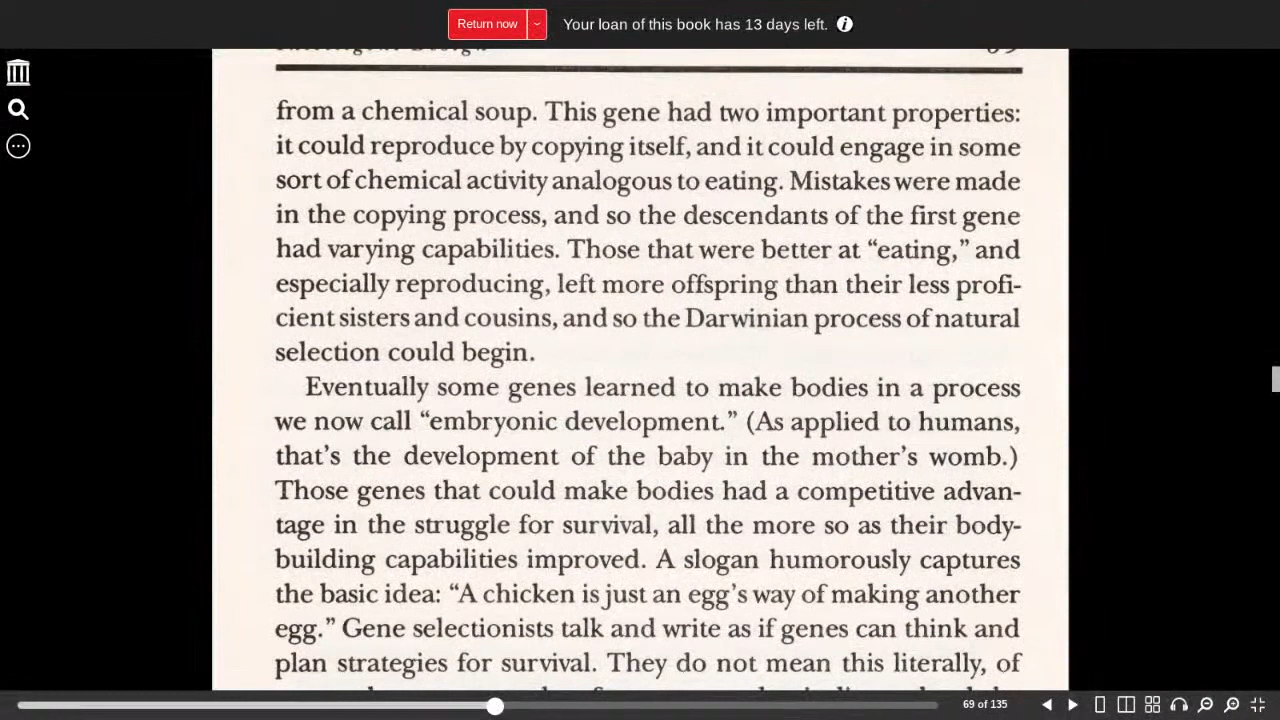 Return now
Your loan of this book has 13 days left.
from a chemical soup. This gene had two important properties:
it could reproduce by copying itself, and it could engage in some
sort of chemical activity analogous to eating. Mistakes were made
in the copying process, and so the descendants of the first gene
had varying capabilities. Those that were better at “eating,” and
especially reproducing, left more offspring than their less profi-
cient sisters and cousins, and so the Darwinian process of natural
selection could begin.
Eventually some genes learned to make bodies in a process
we now call “embryonic development.” (As applied to humans,
that’s the development of the baby in the mother’s womb.)
Those genes that could make bodies had a competitive advan-
tage in the struggle for survival, all the more so as their body-
building capabilities improved. A slogan humorously captures
the basic idea: “A chicken is just an egg’s way of making another
egg.” Gene selectionists talk and write as if genes can think and
plan strategies for survival. They do not mean this literally, of
69 of 135